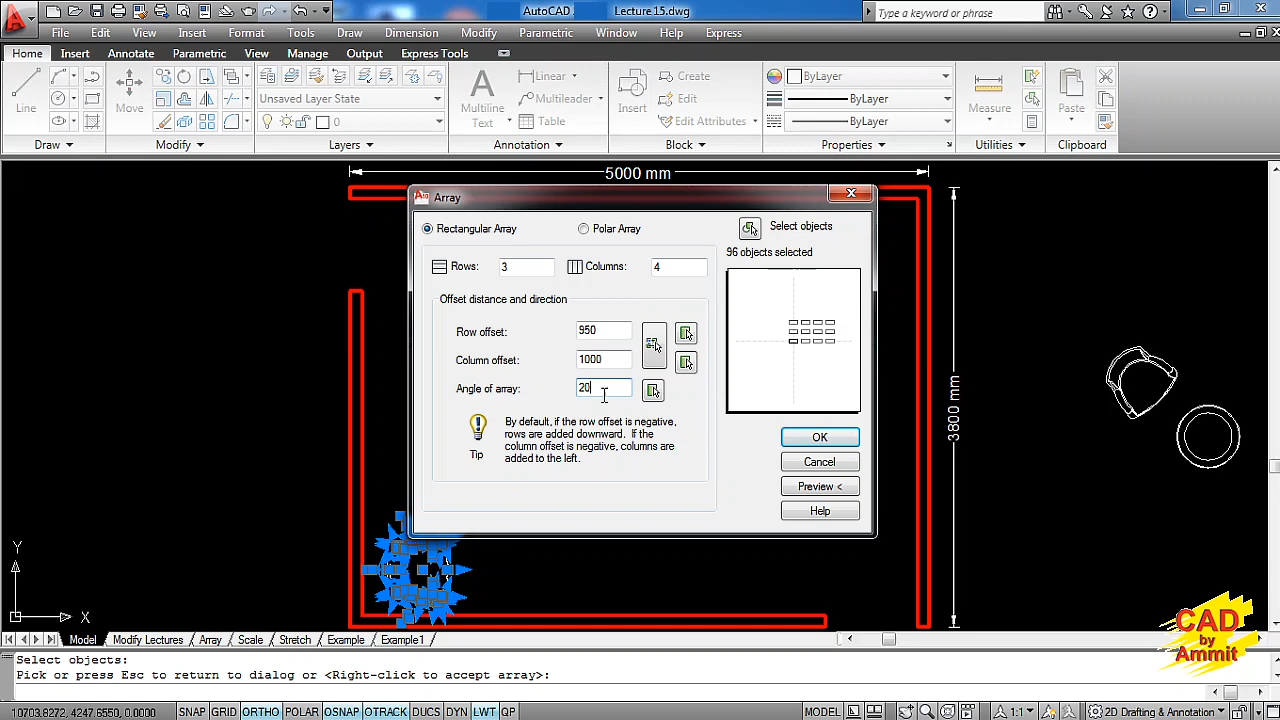 AutoCAD Lecture 15.dwg
Type a keyword or phrase
File Edit View Insert Format Tools Draw Dimension Modify Parametric Window Help Express
Home Insert Annotate Parametric View Manage Output Express Tools
Line
Move
Unsaved Layer State
0
Multiline
Text
Linear
Multileader
Table
Insert
Create
Edit
Edit Attributes
ByLayer
ByLayer
ByLayer
Measure
Paste
Draw Modify Layers Annotation Block Properties Utilities Clipboard
5000 mm
3800 mm
Array
Rectangular Array Polar Array
Select objects
96 objects selected
Rows: 3 Columns: 4
Offset distance and direction
Row offset: 950
Column offset: 1000
Angle of array: 20
Tip
By default, if the row offset is negative,
rows are added downward. If the
column offset is negative, columns are
added to the left.
OK
Cancel
Preview <
Help
Y
X
CAD
by
Ammit
Model Modify Lectures Array Scale Stretch Example Example1
Select objects:
Pick or press Esc to return to dialog or <Right-click to accept array>:
10703.8272, 4247.6550, 0.0000 SNAP GRID ORTHO POLAR OSNAP OTRACK DUCS DYN LWT QP MODEL 1:1 2D Drafting & Annotation